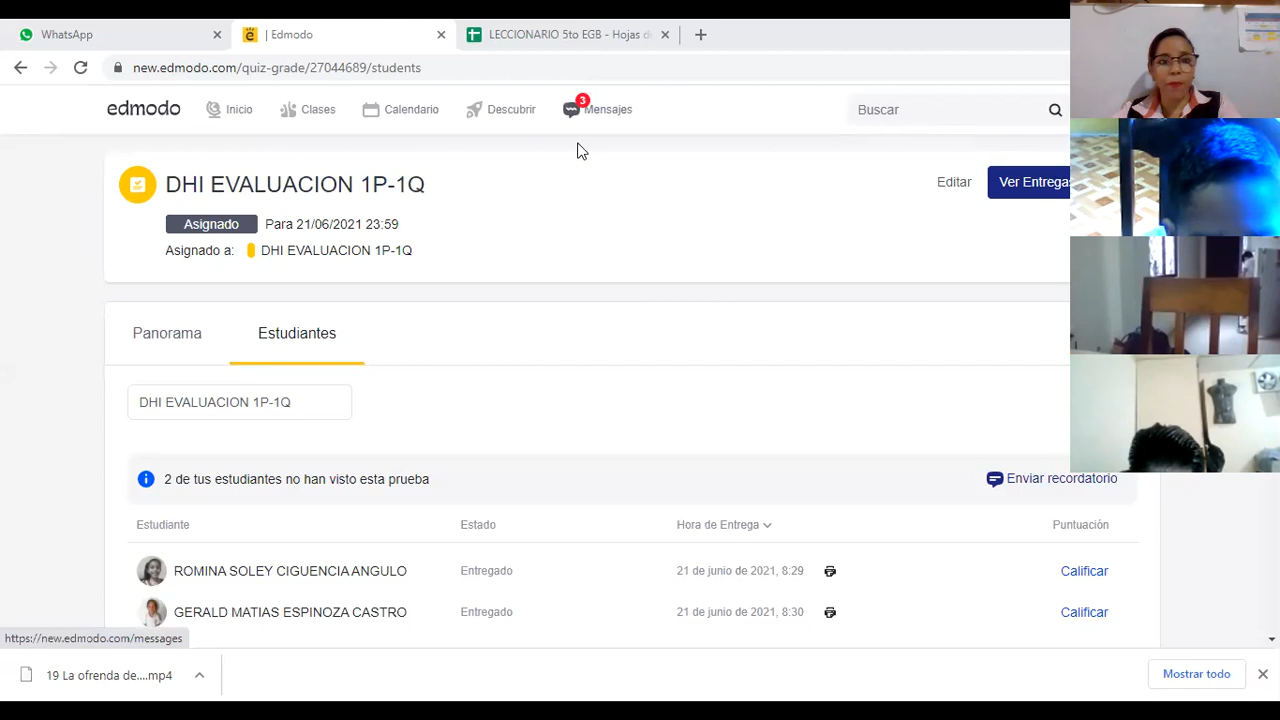 WhatsApp
| Edmodo
LECCIONARIO 5to EGB - Hojas d
new.edmodo.com/quiz-grade/27044689/students
edmodo
Inicio
Clases
Calendario
Descubrir
3
Mensajes
Buscar
DHI EVALUACION 1P-1Q
Editar
Ver Entrega
Asignado
Para 21/06/2021 23:59
Asignado a:
DHI EVALUACION 1P-1Q
Panorama
Estudiantes
DHI EVALUACION 1P-1Q
2 de tus estudiantes no han visto esta prueba
Enviar recordatorio
Estudiante
Estado
Hora de Entrega
Puntuación
ROMINA SOLEY CIGUENCIA ANGULO
Entregado
21 de junio de 2021, 8:29
Calificar
GERALD MATIAS ESPINOZA CASTRO
Entregado
21 de junio de 2021, 8:30
Calificar
https://new.edmodo.com/messages
19 La ofrenda de....mp4
Mostrar todo